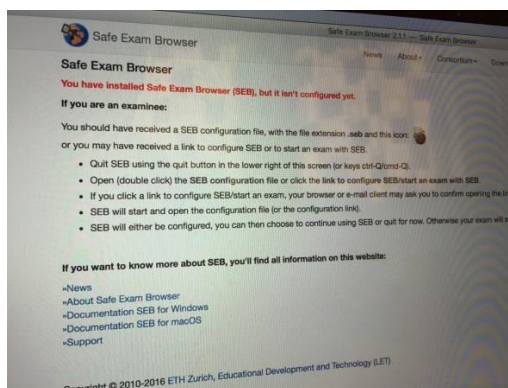 Safe Exam Browser 2.1.1 — Safe Exam Browser
Safe Exam Browser
News About Consortium
Safe Exam Browser
You have installed Safe Exam Browser (SEB), but it isn't configured yet.
If you are an examinee:
You should have received a SEB configuration file, with the file extension .seb and this icon:
or you may have received a link to configure SEB or to start an exam with SEB.
• Quit SEB using the quit button in the lower right of this screen (or keys ctrl-Q/cmd-Q).
• Open (double click) the SEB configuration file or click the link to configure SEB/start an exam with SEB.
• If you click a link to configure SEB/start an exam, your browser or e-mail client may ask you to confirm opening the
• SEB will start and open the configuration file (or the configuration link).
• SEB will either be configured, you can then choose to continue using SEB or quit for now. Otherwise your exam will
If you want to know more about SEB, you'll find all information on this website:
»News
»About Safe Exam Browser
»Documentation SEB for Windows
»Documentation SEB for macOS
»Support
Copyright © 2010-2016 ETH Zurich, Educational Development and Technology (LET)